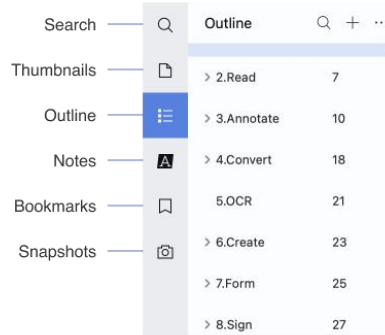 Search
Thumbnails
Outline
Notes
Bookmarks
Snapshots
A
Outline
2.Read 7
3.Annotate 10
4.Convert 18
5.OCR 21
6.Create 23
7.Form 25
8.Sign 27